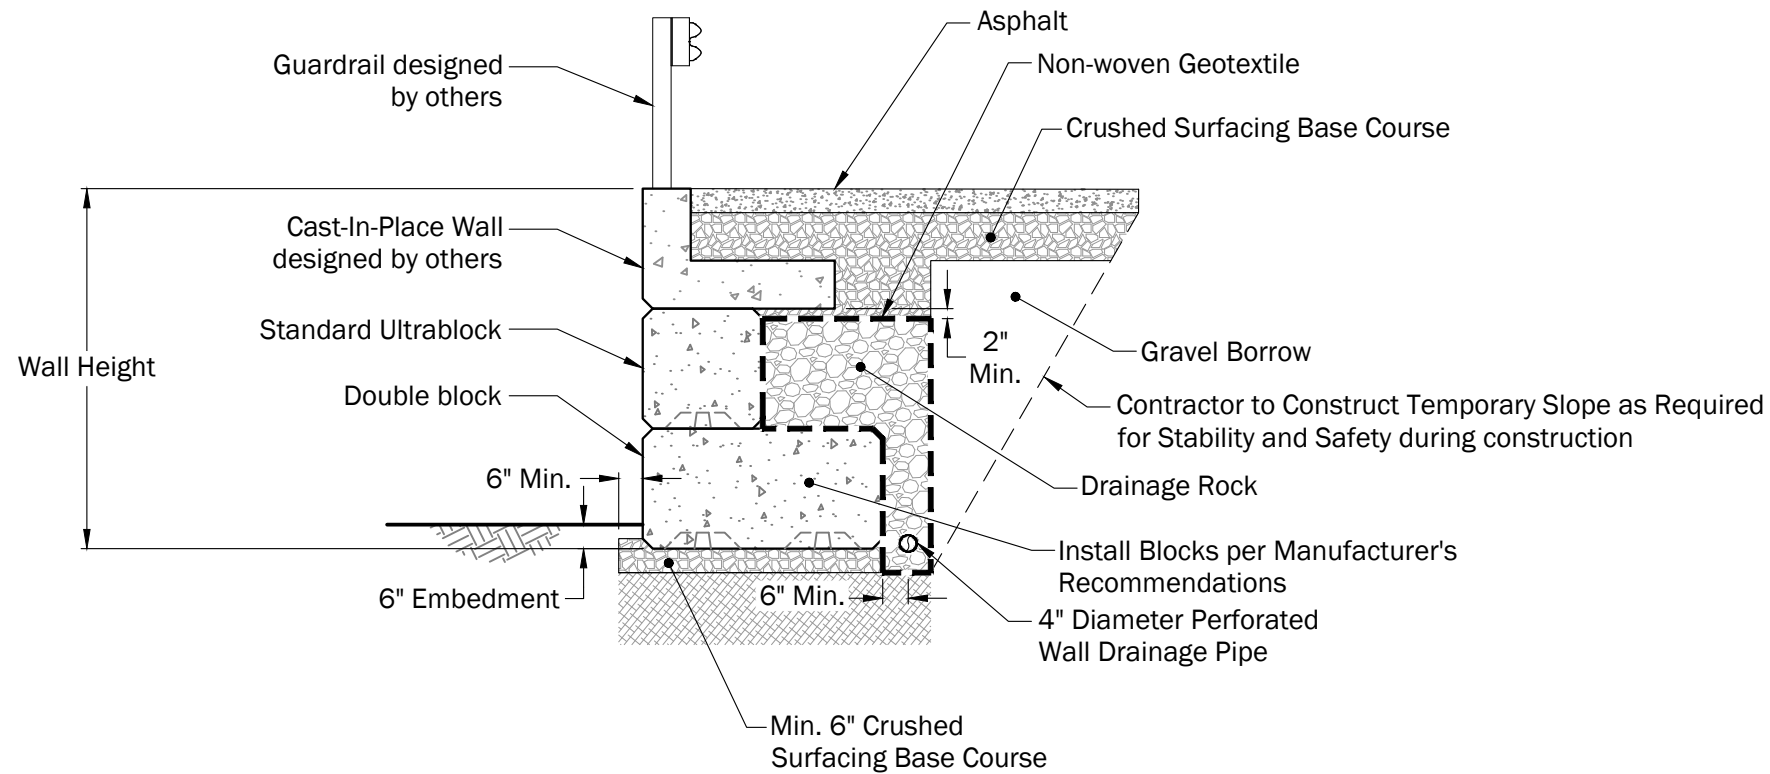 Asphalt
Guardrail designed
by others
Non-woven Geotextile
Crushed Surfacing Base Course
Cast-In-Place Wall
designed by others
Standard Ultrablock
Wall Height
Double block
2"
Min.
Gravel Borrow
Contractor to Construct Temporary Slope as Required
for Stability and Safety during construction
6" Min.
Drainage Rock
Install Blocks per Manufacturer's
Recommendations
6" Embedment
6" Min.
4" Diameter Perforated
Wall Drainage Pipe
Min. 6" Crushed
Surfacing Base Course